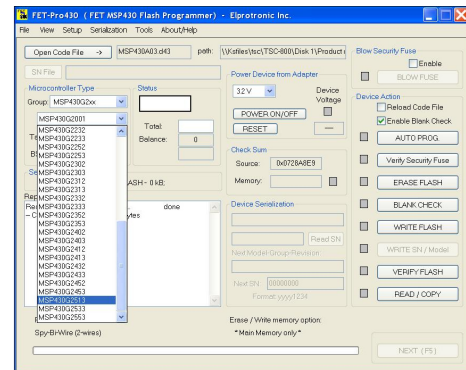 FET-Pro430 ( FET MSP430 Flash Programmer) - Elprotronic Inc.
File View Setup Serialization Tools About/Help
Open Code File → MSP430A03.d43 path: \\Ksfiles\tsc\TSC-800\Disk 1\Product
SN File
Blow Security Fuse
Enable
BLOW FUSE
Microcontroller Type
Group: MSP430G2xx
MSP430G2001
MSP430G2232
MSP430G2233
MSP430G2252
MSP430G2253
MSP430G2302
MSP430G2303
MSP430G2312
MSP430G2313
MSP430G2332
MSP430G2333
MSP430G2352
MSP430G2353
MSP430G2402
MSP430G2403
MSP430G2412
MSP430G2413
MSP430G2432
MSP430G2433
MSP430G2452
MSP430G2453
MSP430G2513
MSP430G2533
MSP430G2553
Status
Total:
Balance: 0
ASH - 0 kB;
done
ytes
Spy-Bi-Wire (2-wires)
Power Device from Adapter
3.2 V
Device
Voltage
POWER ON/OFF
RESET
Check Sum
Source: 0x0728A8E9
Memory:
Device Serialization
Read SN
Next Model-Group-Revision
Next SN 00000000
Format yyyy1234
Erase / Write memory option:
" Main Memory only "
Device Action
Reload Code File
Enable Blank Check
AUTO PROG.
Verify Security Fuse
ERASE FLASH
BLANK CHECK
WRITE FLASH
WRITE SN / Model
VERIFY FLASH
READ / COPY
NEXT (F5)